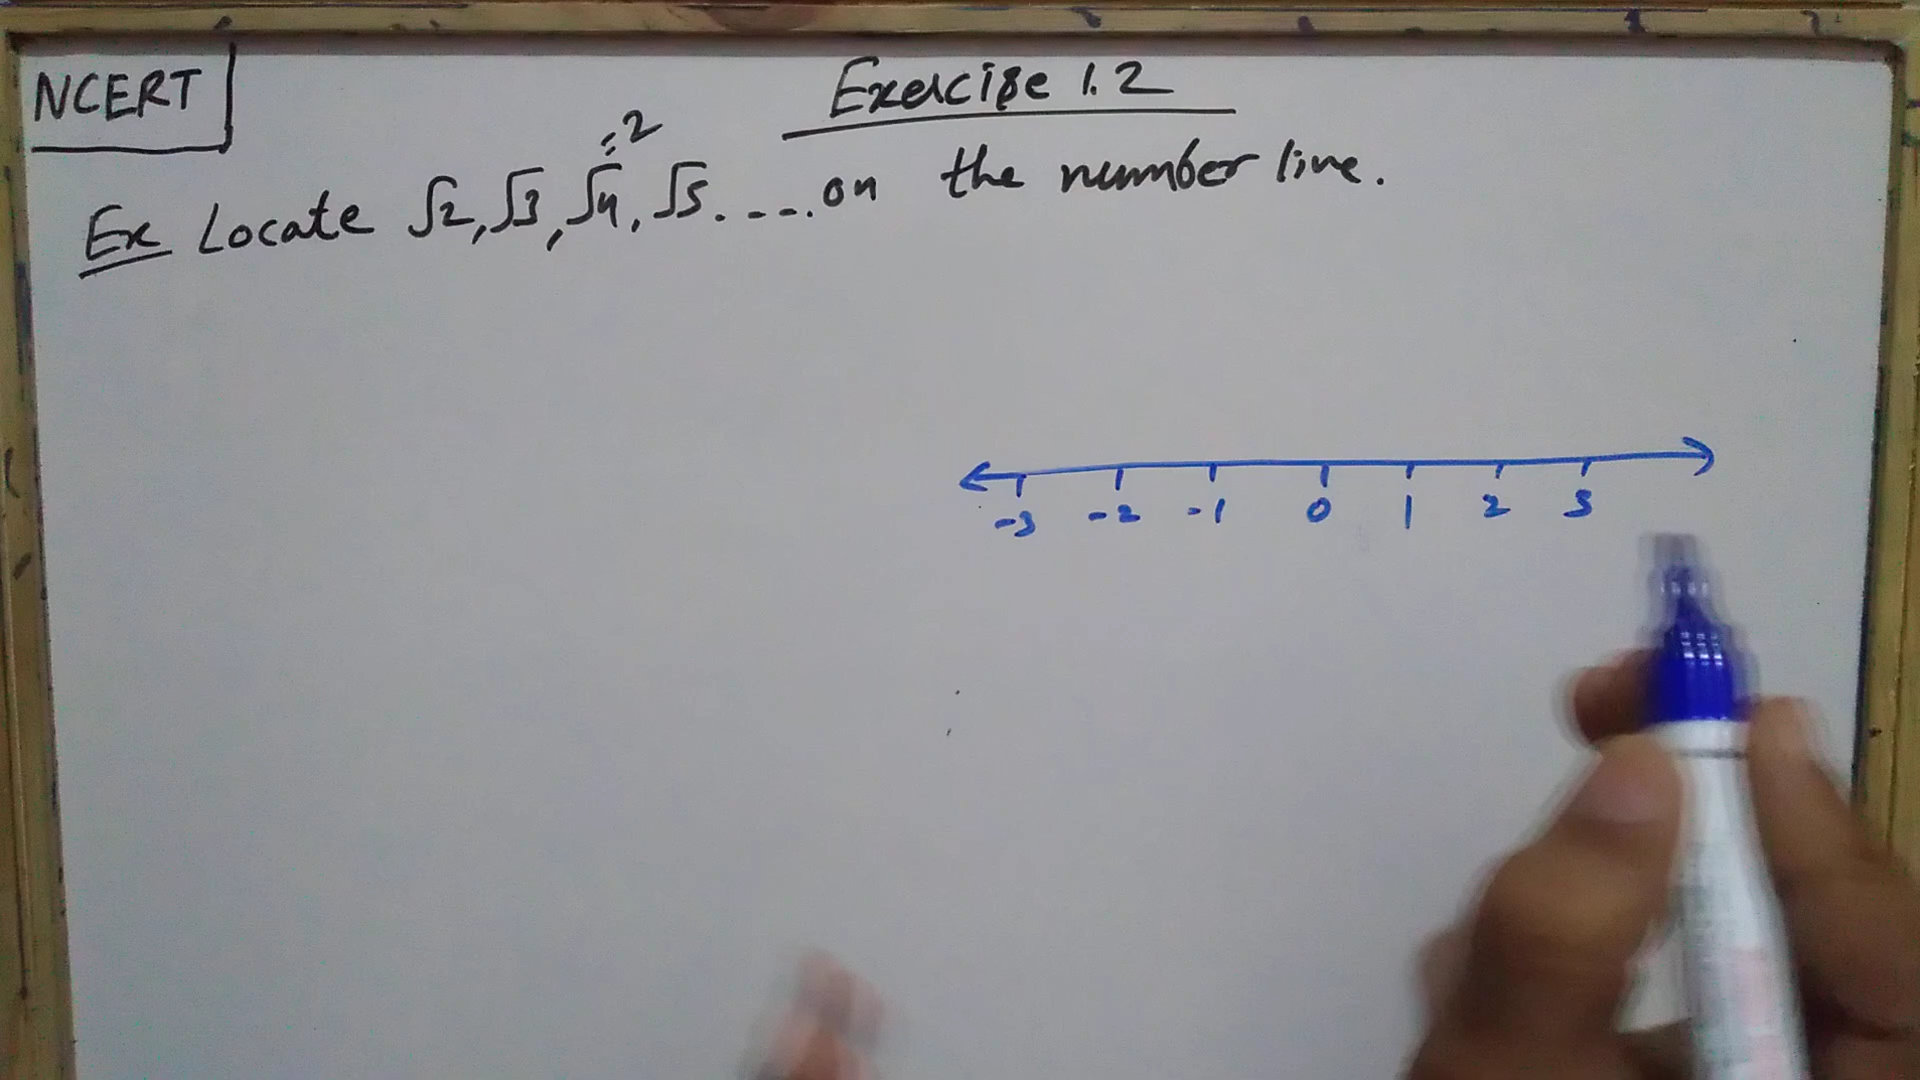 NCERT
Exercise 1.2
=2
Ex Locate √2, √3, √4, √5. ---. on the number line.
-3 -2 -1 0 1 2 3